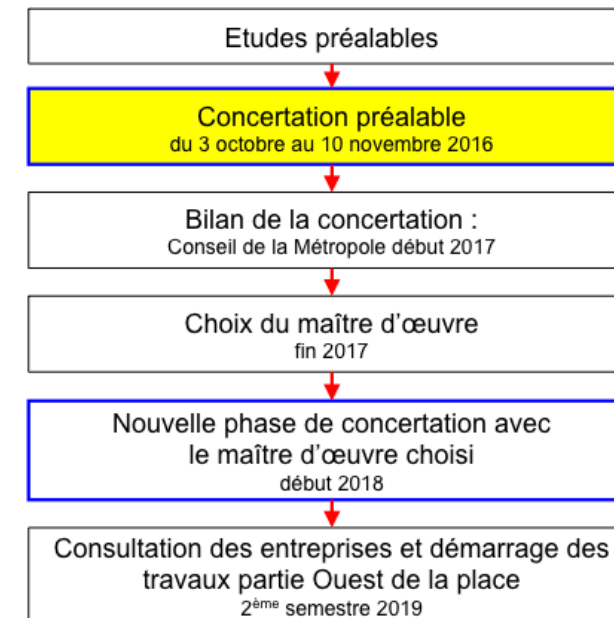 Etudes préalables
Concertation préalable
du 3 octobre au 10 novembre 2016
Bilan de la concertation :
Conseil de la Métropole début 2017
Choix du maître d’œuvre
fin 2017
Nouvelle phase de concertation avec
le maître d’œuvre choisi
début 2018
Consultation des entreprises et démarrage des
travaux partie Ouest de la place
2ème semestre 2019